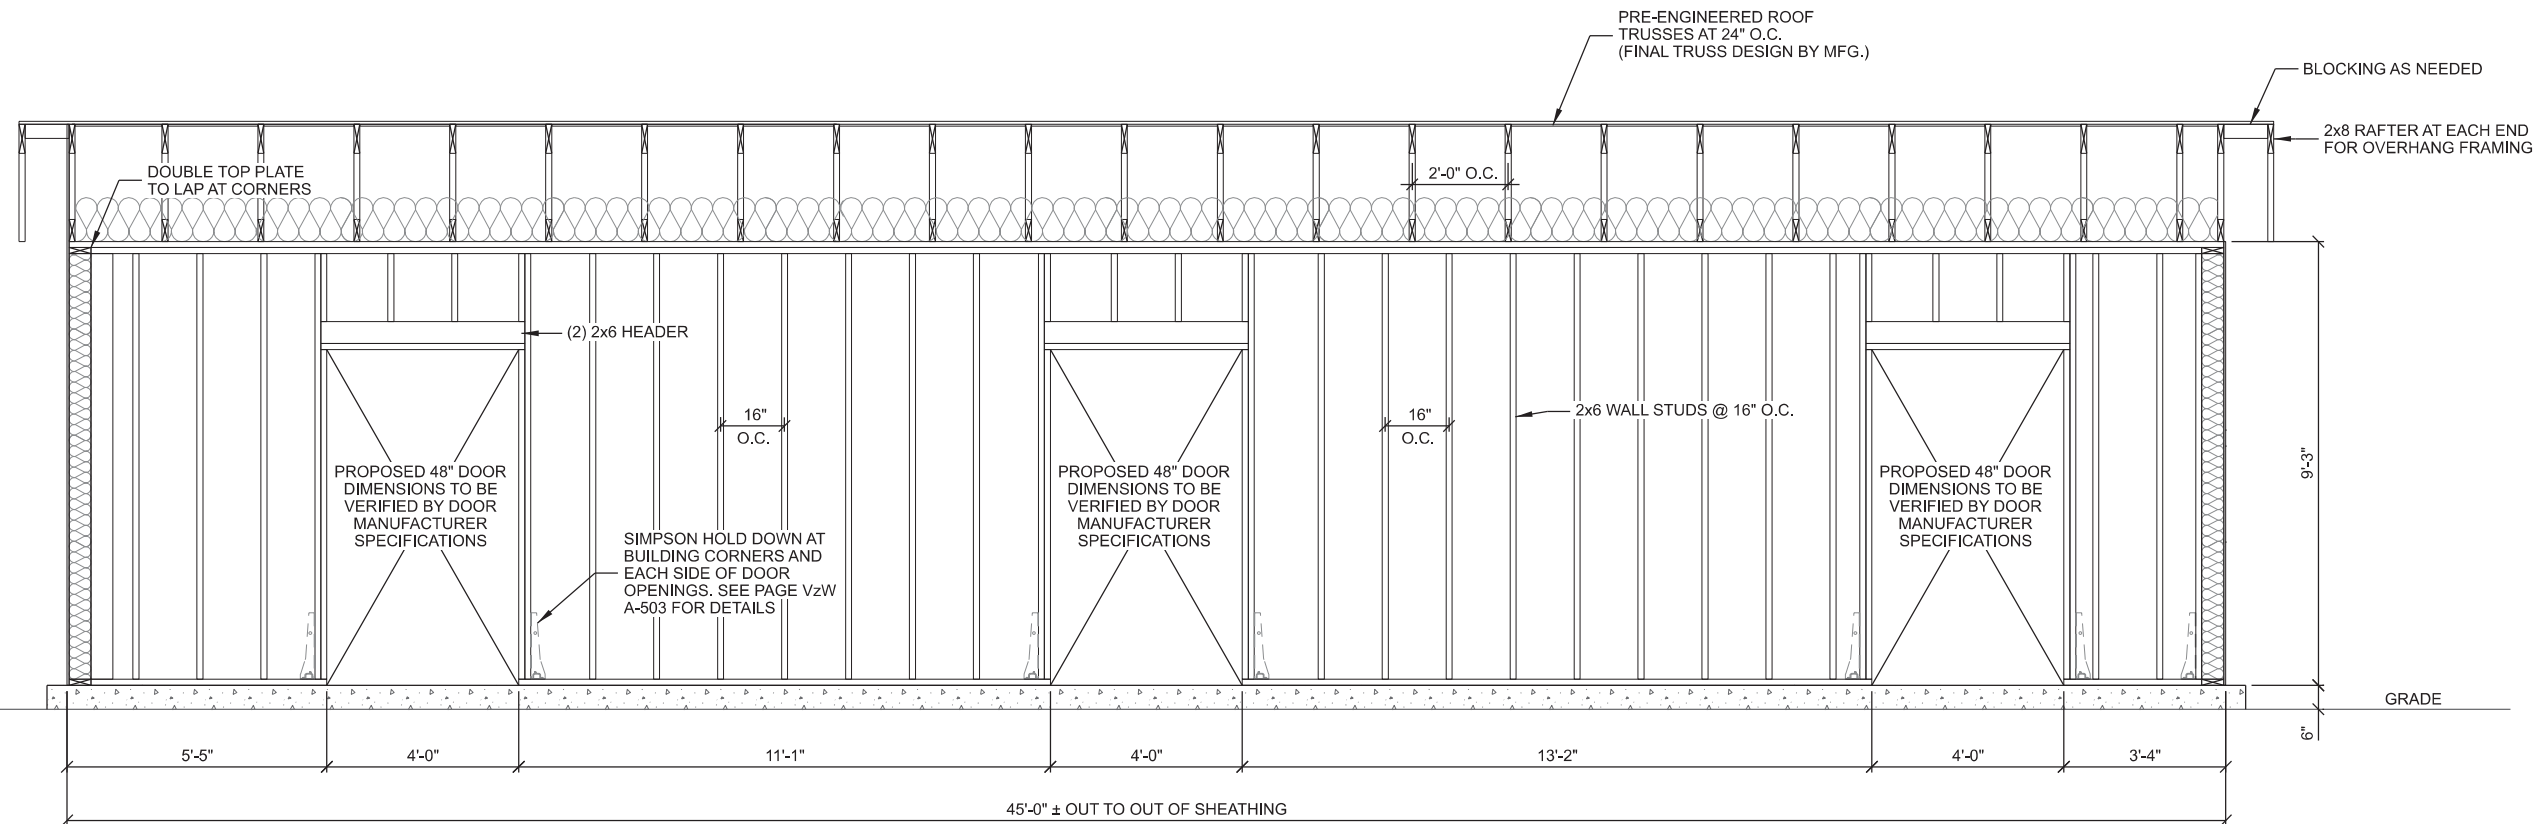 PRE-ENGINEERED ROOF
TRUSSES AT 24" O.C.
(FINAL TRUSS DESIGN BY MFG.)
BLOCKING AS NEEDED
2x8 RAFTER AT EACH END
FOR OVERHANG FRAMING
DOUBLE TOP PLATE
TO LAP AT CORNERS
2'-0" O.C.
(2) 2x6 HEADER
16"
O.C.
16"
O.C.
2x6 WALL STUDS @ 16" O.C.
PROPOSED 48" DOOR
DIMENSIONS TO BE
VERIFIED BY DOOR
MANUFACTURER
SPECIFICATIONS
PROPOSED 48" DOOR
DIMENSIONS TO BE
VERIFIED BY DOOR
MANUFACTURER
SPECIFICATIONS
PROPOSED 48" DOOR
DIMENSIONS TO BE
VERIFIED BY DOOR
MANUFACTURER
SPECIFICATIONS
9'-3"
SIMPSON HOLD DOWN AT
BUILDING CORNERS AND
EACH SIDE OF DOOR
OPENINGS. SEE PAGE VzW
A-503 FOR DETAILS
GRADE
6"
5'-5"
4'-0"
11'-1"
4'-0"
13'-2"
4'-0"
3'-4"
45'-0" ± OUT TO OUT OF SHEATHING